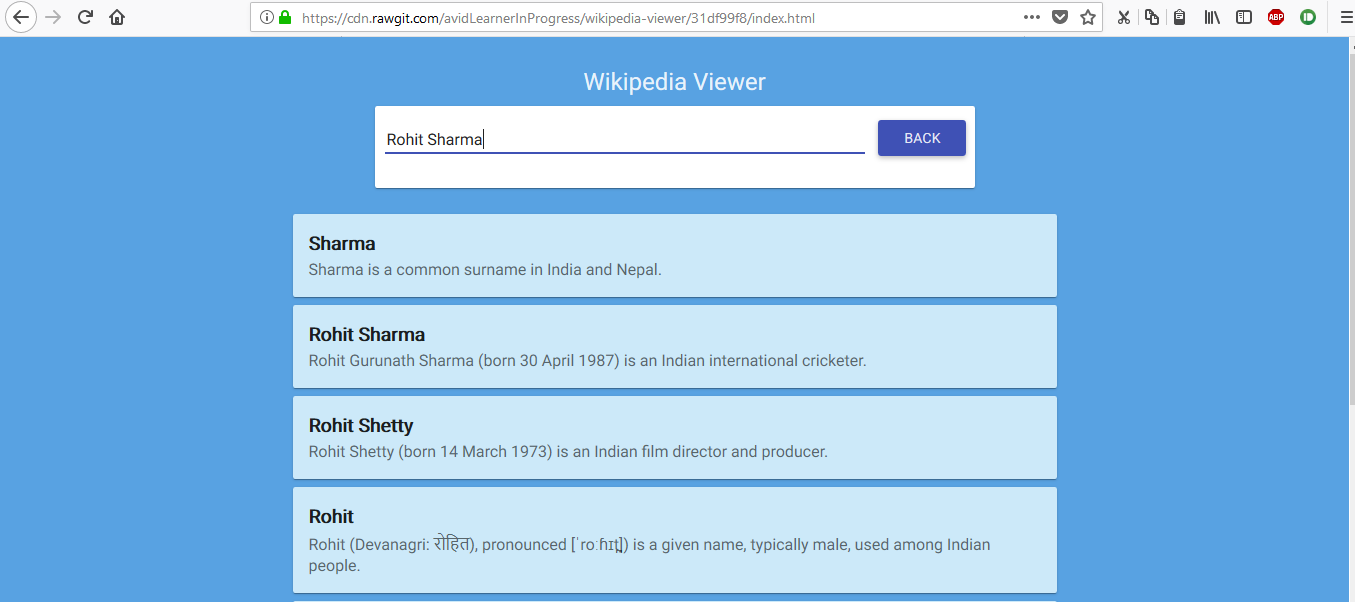 https://cdn.rawgit.com/avidLearnerInProgress/wikipedia-viewer/31df99f8/index.html
ABP
Wikipedia Viewer
Rohit Sharma
BACK
Sharma
Sharma is a common surname in India and Nepal.
Rohit Sharma
Rohit Gurunath Sharma (born 30 April 1987) is an Indian international cricketer.
Rohit Shetty
Rohit Shetty (born 14 March 1973) is an Indian film director and producer.
Rohit
Rohit (Devanagri: रोहित), pronounced [ˈroːɦɪt̪]) is a given name, typically male, used among Indian
people.